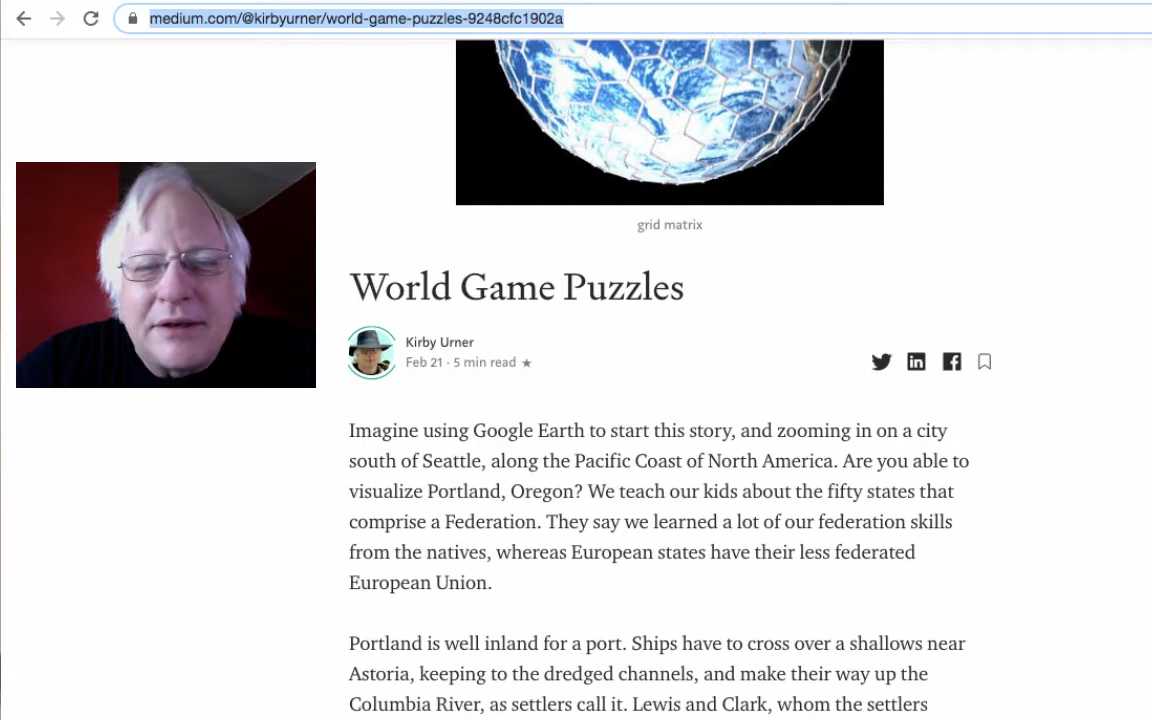 medium.com/@kirbyurner/world-game-puzzles-9248cfc1902a
grid matrix
World Game Puzzles
Kirby Urner
Feb 21 · 5 min read ★
Imagine using Google Earth to start this story, and zooming in on a city
south of Seattle, along the Pacific Coast of North America. Are you able to
visualize Portland, Oregon? We teach our kids about the fifty states that
comprise a Federation. They say we learned a lot of our federation skills
from the natives, whereas European states have their less federated
European Union.
Portland is well inland for a port. Ships have to cross over a shallows near
Astoria, keeping to the dredged channels, and make their way up the
Columbia River, as settlers call it. Lewis and Clark, whom the settlers